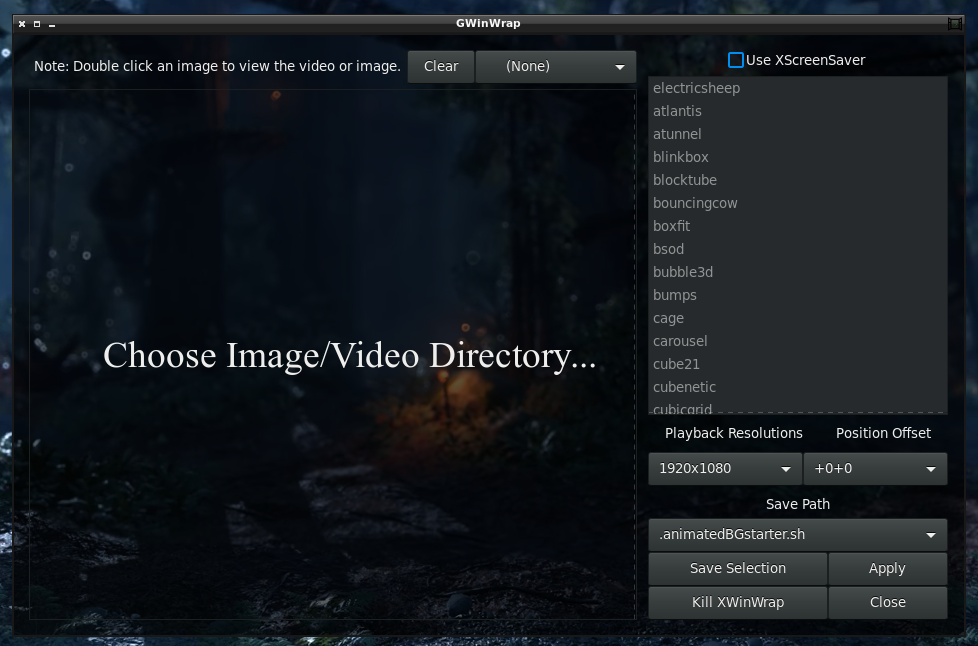 GWinWrap
Note: Double click an image to view the video or image.
Clear
(None)
Use XScreenSaver
electricsheep
atlantis
atunnel
blinkbox
blocktube
bouncingcow
boxfit
bsod
bubble3d
bumps
cage
carousel
cube21
cubenetic
cubicgrid
Choose Image/Video Directory...
Playback Resolutions
Position Offset
1920x1080
+0+0
Save Path
.animatedBGstarter.sh
Save Selection
Apply
Kill XWinWrap
Close